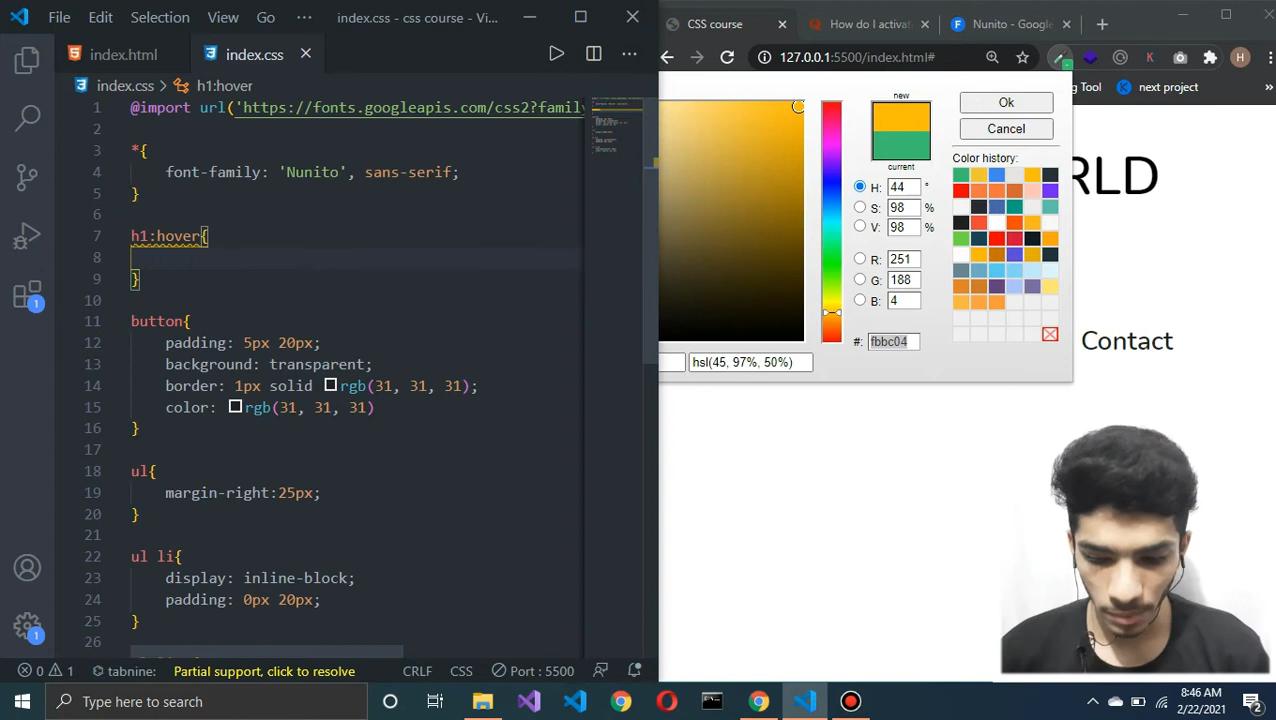 File Edit Selection View Go ··· index.css - css course - Vi...
index.html index.css
index.css > h1:hover
1 @import url('https://fonts.googleapis.com/css2?family
2
3 *{
4 font-family: 'Nunito', sans-serif;
5 }
6
7 h1:hover{
8
9 }
10
11 button{
12 padding: 5px 20px;
13 background: transparent;
14 border: 1px solid rgb(31, 31, 31);
15 color: rgb(31, 31, 31)
16 }
17
18 ul{
19 margin-right:25px;
20 }
21
22 ul li{
23 display: inline-block;
24 padding: 0px 20px;
25 }
26
1
1
0 1 tabnine: Partial support, click to resolve CRLF CSS Port : 5500
CSS course How do I activat Nunito - Google
127.0.0.1:5500/index.html# K H
g Tool next project »
new
current
Ok
Cancel
Color history:
H: 44 °
S: 98 %
V: 98 %
R: 251
G: 188
B: 4
#: fbbc04
hsl(45, 97%, 50%)
RLD
Contact
Type here to search
8:46 AM
2/22/2021
2